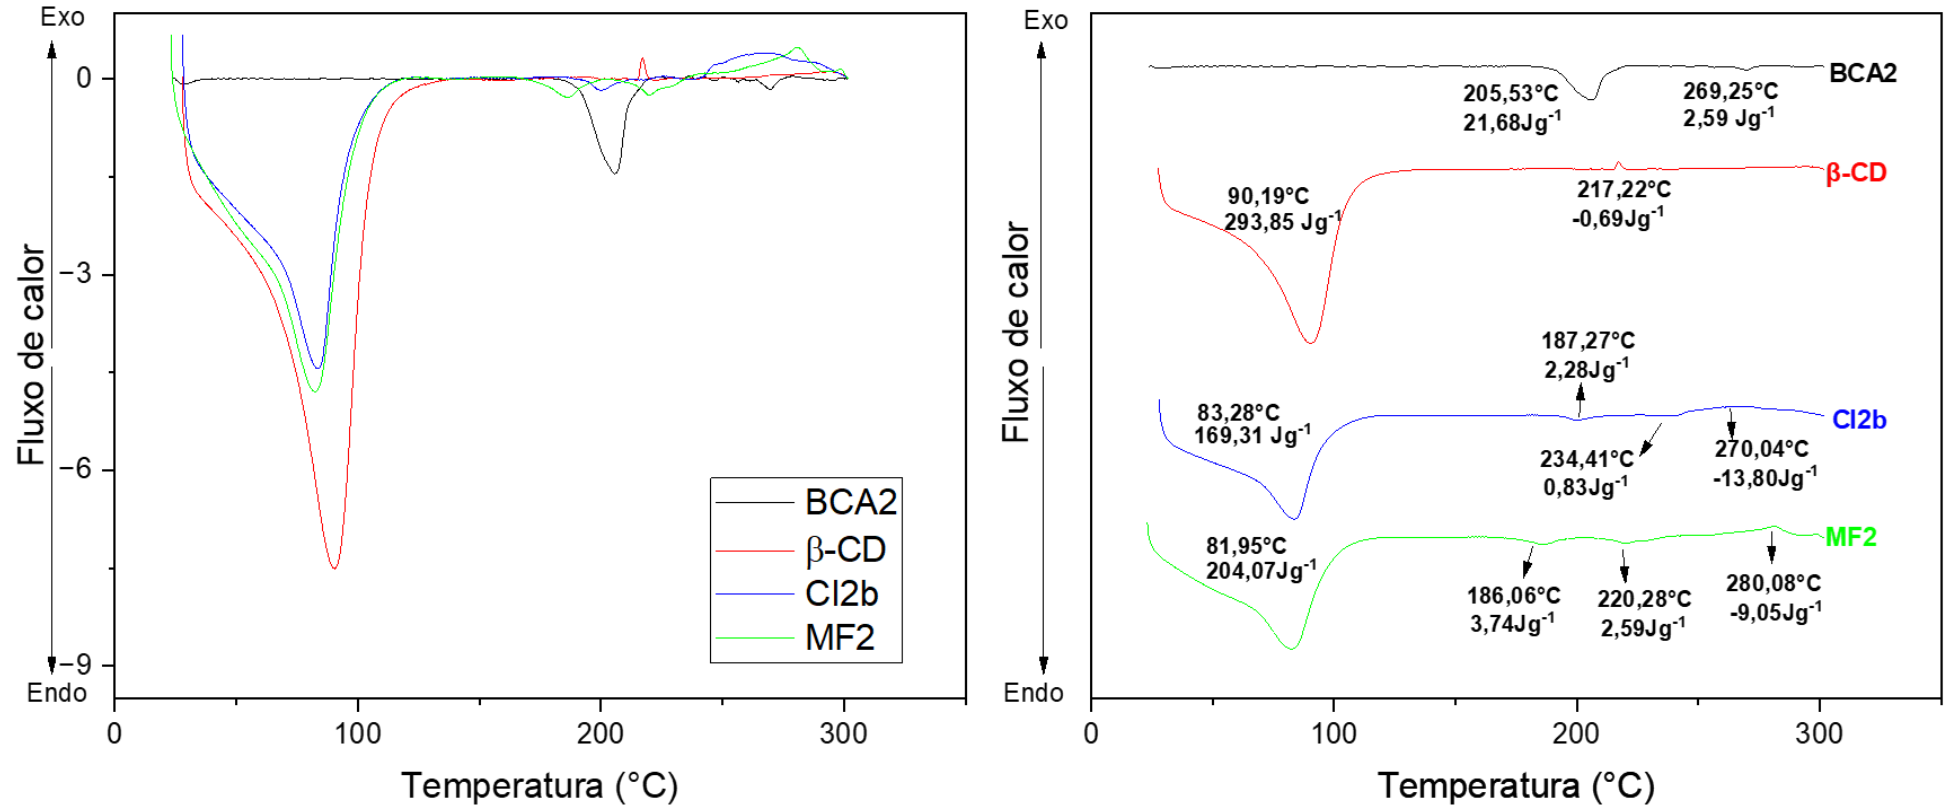 Exo
0
−3
−6
−9
Endo
Fluxo de calor
BCA2
β-CD
CI2b
MF2
0
100
200
300
Temperatura (°C)
Exo
Endo
Fluxo de calor
BCA2
205,53°C
21,68Jg⁻¹
269,25°C
2,59 Jg⁻¹
β-CD
90,19°C
293,85 Jg⁻¹
217,22°C
-0,69Jg⁻¹
187,27°C
2,28Jg⁻¹
CI2b
83,28°C
169,31 Jg⁻¹
234,41°C
0,83Jg⁻¹
270,04°C
-13,80Jg⁻¹
MF2
81,95°C
204,07Jg⁻¹
186,06°C
3,74Jg⁻¹
220,28°C
2,59Jg⁻¹
280,08°C
-9,05Jg⁻¹
0
100
200
300
Temperatura (°C)